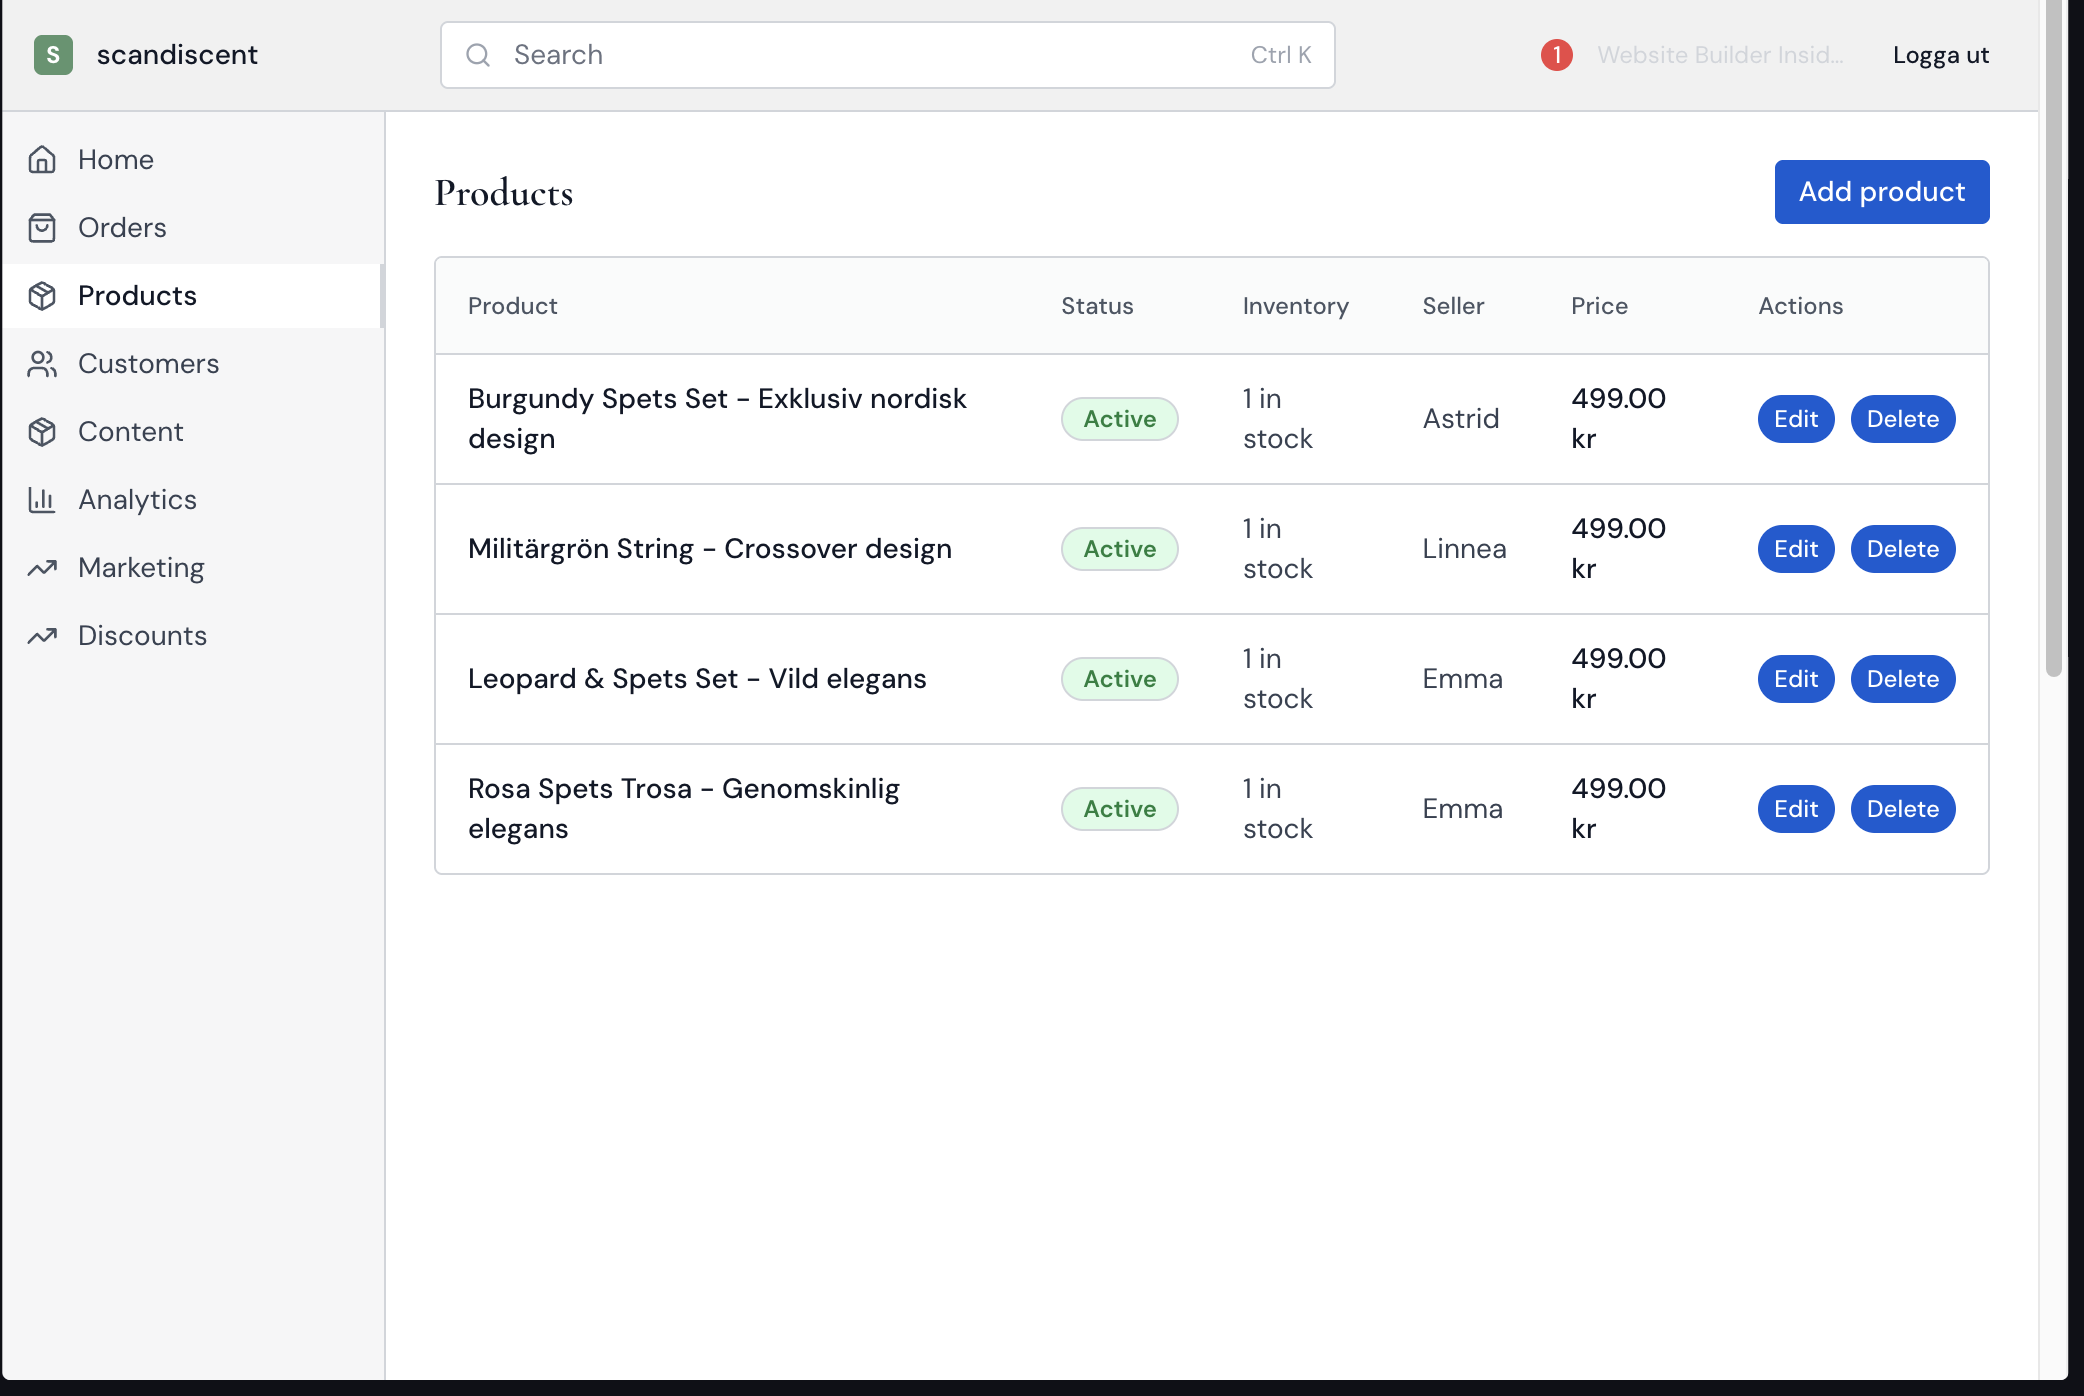 S scandiscent
Search Ctrl K
1 Website Builder Insid... Logga ut
Home
Orders
Products
Customers
Content
Analytics
Marketing
Discounts
Products
Add product
Product Status Inventory Seller Price Actions
Burgundy Spets Set – Exklusiv nordisk
design
Active
1 in
stock
Astrid
499.00
kr
Edit Delete
Militärgrön String – Crossover design
Active
1 in
stock
Linnea
499.00
kr
Edit Delete
Leopard & Spets Set – Vild elegans
Active
1 in
stock
Emma
499.00
kr
Edit Delete
Rosa Spets Trosa – Genomskinlig
elegans
Active
1 in
stock
Emma
499.00
kr
Edit Delete